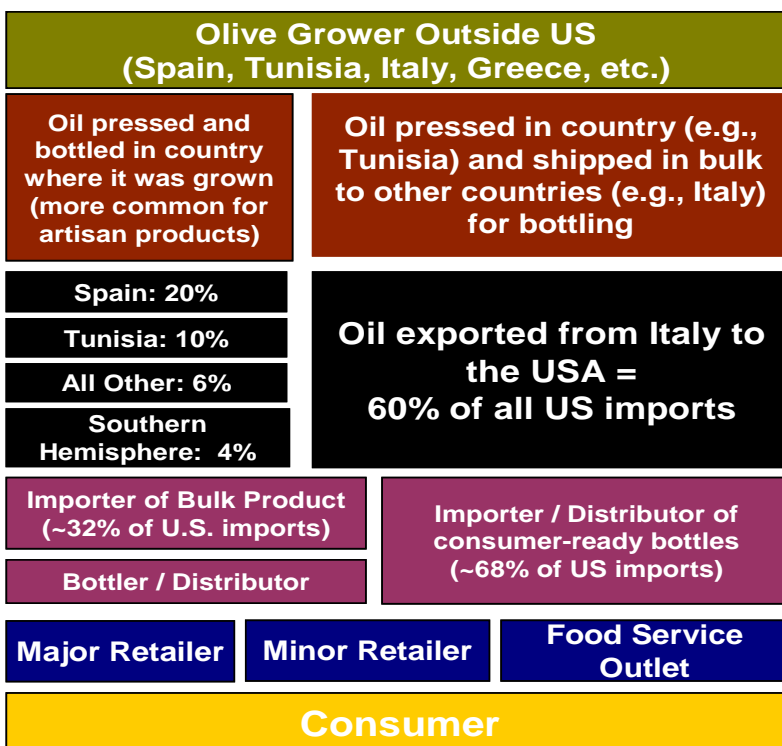 Olive Grower Outside US
(Spain, Tunisia, Italy, Greece, etc.)
Oil pressed and
bottled in country
where it was grown
(more common for
artisan products)
Oil pressed in country (e.g.,
Tunisia) and shipped in bulk
to other countries (e.g., Italy)
for bottling
Spain: 20%
Tunisia: 10%
All Other: 6%
Southern
Hemisphere: 4%
Oil exported from Italy to
the USA =
60% of all US imports
Importer of Bulk Product
(~32% of U.S. imports)
Bottler / Distributor
Importer / Distributor of
consumer-ready bottles
(~68% of US imports)
Major Retailer
Minor Retailer
Food Service
Outlet
Consumer